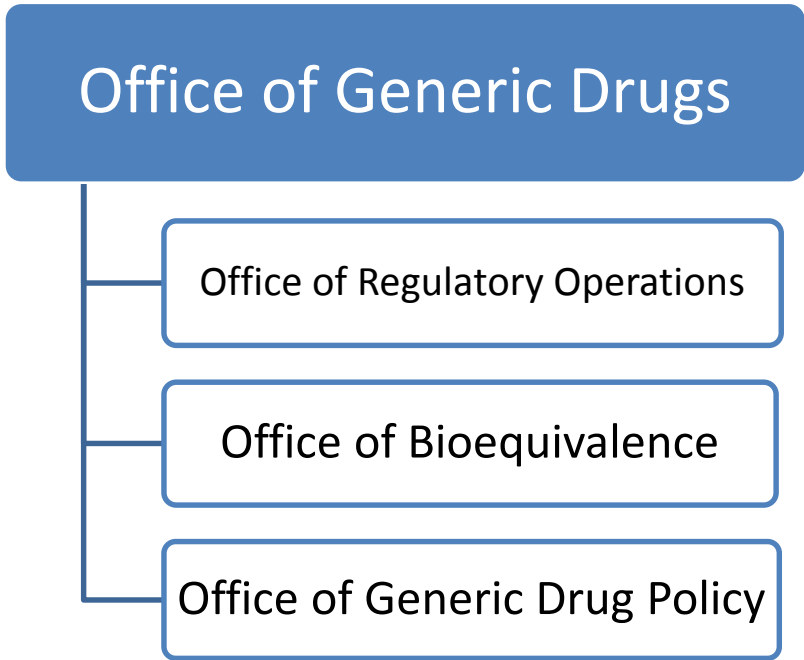 Office of Generic Drugs
Office of Regulatory Operations
Office of Bioequivalence
Office of Generic Drug Policy